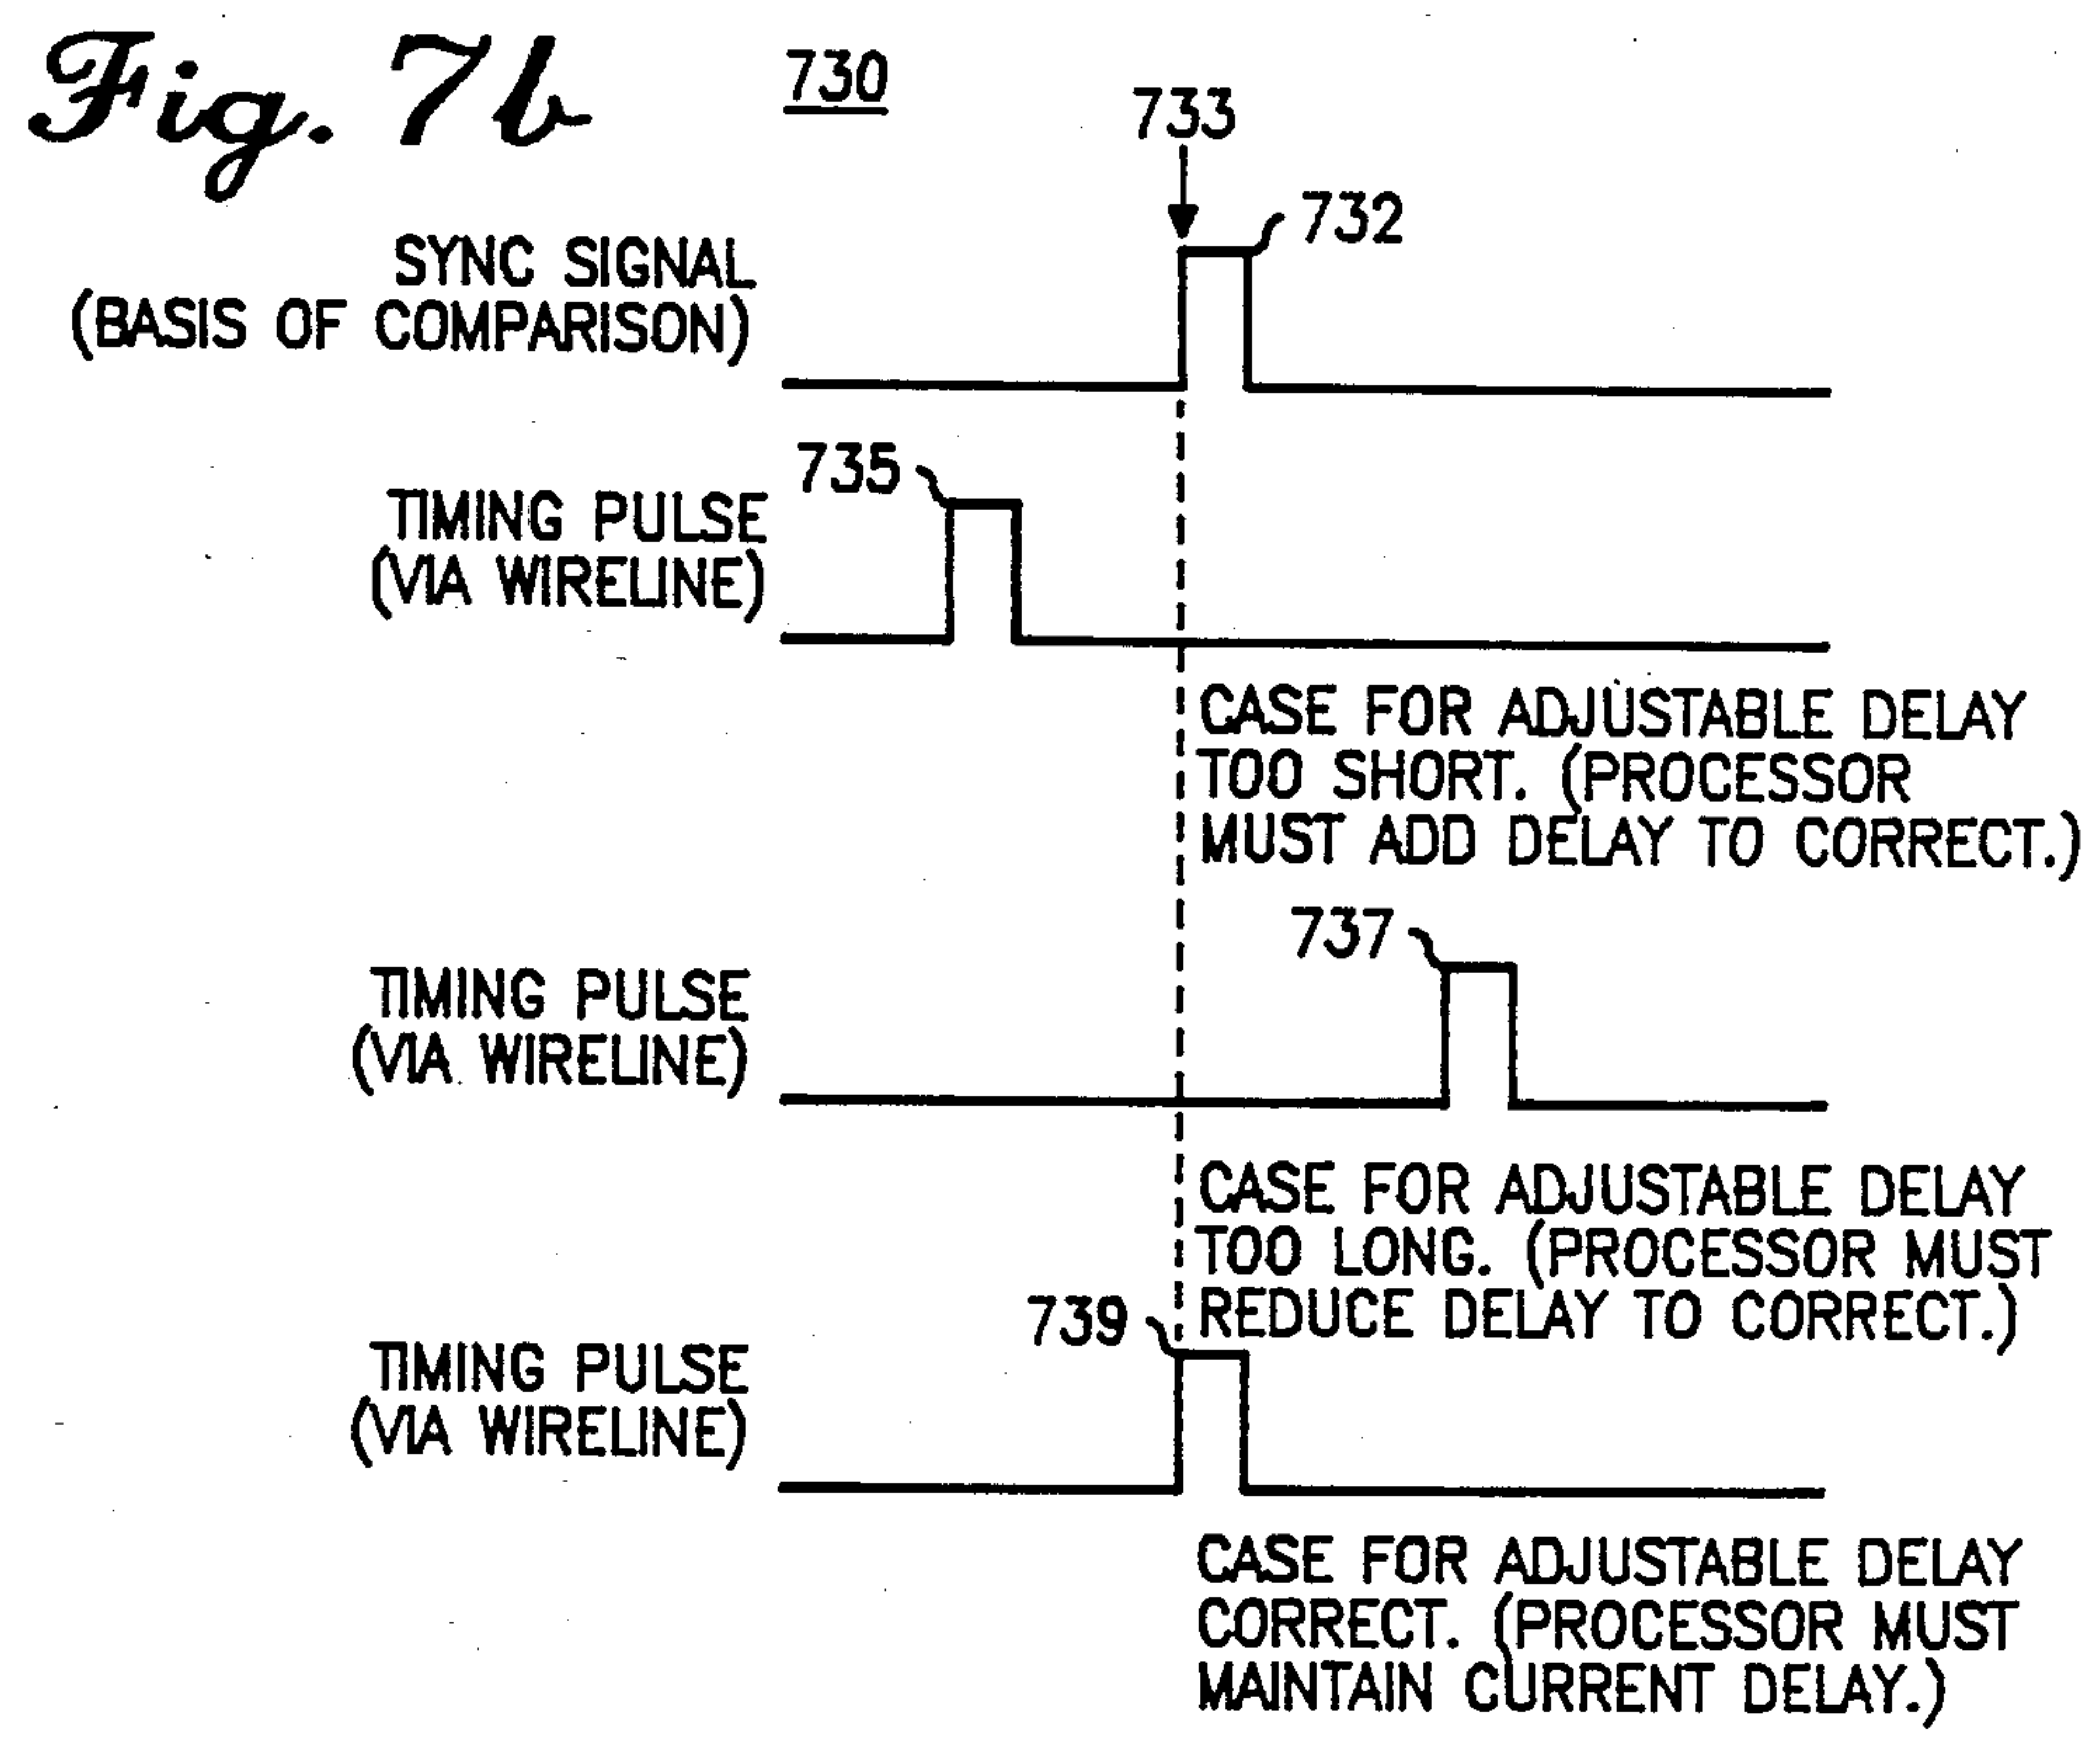 Fig. 7b
730
733
732
SYNC SIGNAL
(BASIS OF COMPARISON)
735
TIMING PULSE
(VIA WIRELINE)
CASE FOR ADJUSTABLE DELAY
TOO SHORT. (PROCESSOR
MUST ADD DELAY TO CORRECT.)
737
TIMING PULSE
(VIA WIRELINE)
CASE FOR ADJUSTABLE DELAY
TOO LONG. (PROCESSOR MUST
REDUCE DELAY TO CORRECT.)
739
TIMING PULSE
(VIA WIRELINE)
CASE FOR ADJUSTABLE DELAY
CORRECT. (PROCESSOR MUST
MAINTAIN CURRENT DELAY.)